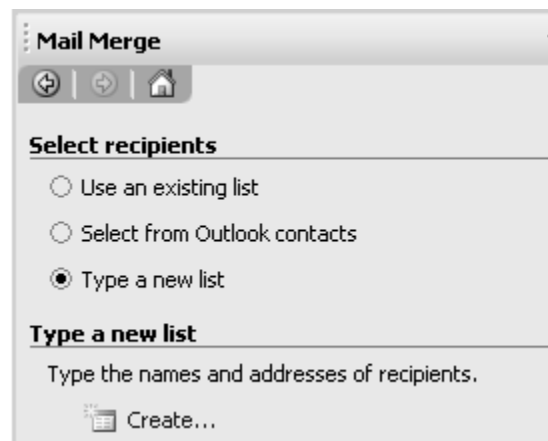 Mail Merge
Select recipients
Use an existing list
Select from Outlook contacts
Type a new list
Type a new list
Type the names and addresses of recipients.
Create...